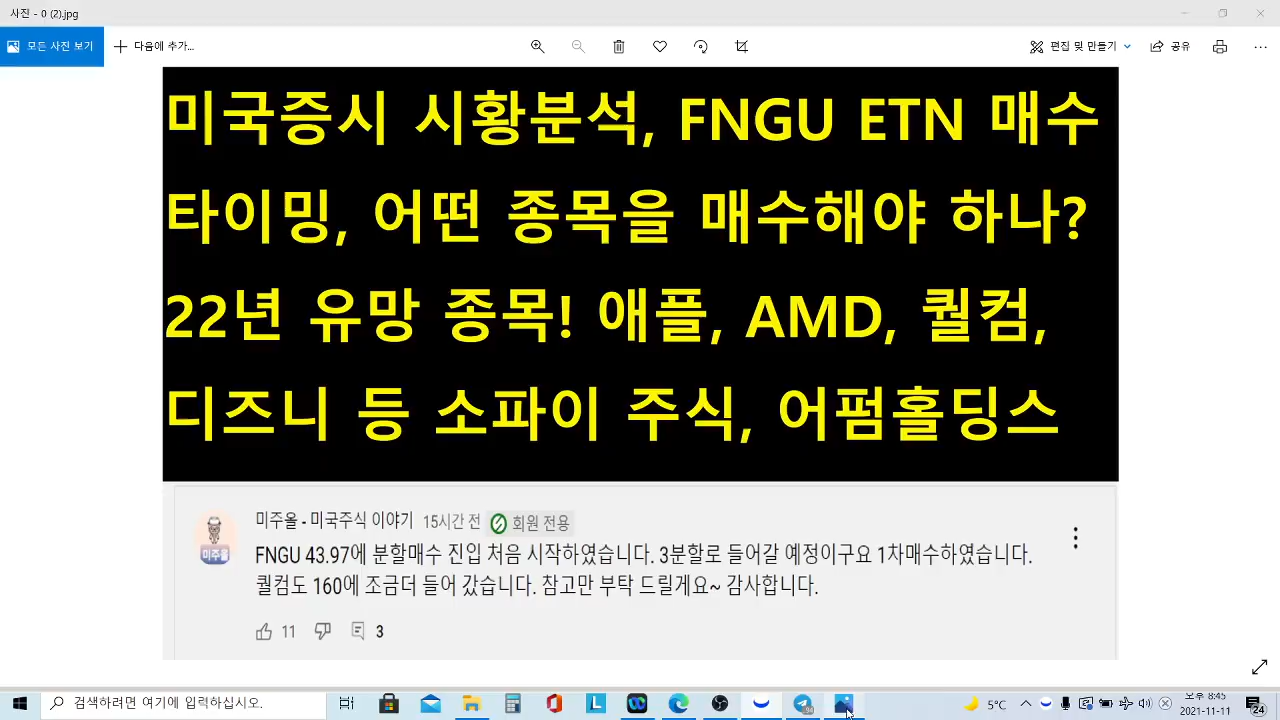 사진 - 0 (2).jpg
모든 사진 보기
다음에 추가...
편집 및 만들기
공유
미국증시 시황분석, FNGU ETN 매수
타이밍, 어떤 종목을 매수해야 하나?
22년 유망 종목! 애플, AMD, 퀄컴,
디즈니 등 소파이 주식, 어펌홀딩스
미주올
미주올 - 미국주식 이야기 15시간 전 회원 전용
FNGU 43.97에 분할매수 진입 처음 시작하였습니다. 3분할로 들어갈 예정이구요 1차매수하였습니다.
퀄컴도 160에 조금더 들어 갔습니다. 참고만 부탁 드릴게요~ 감사합니다.
11 3
검색하려면 여기에 입력하십시오.
5°C
오후 8:45
2021-11-11
24